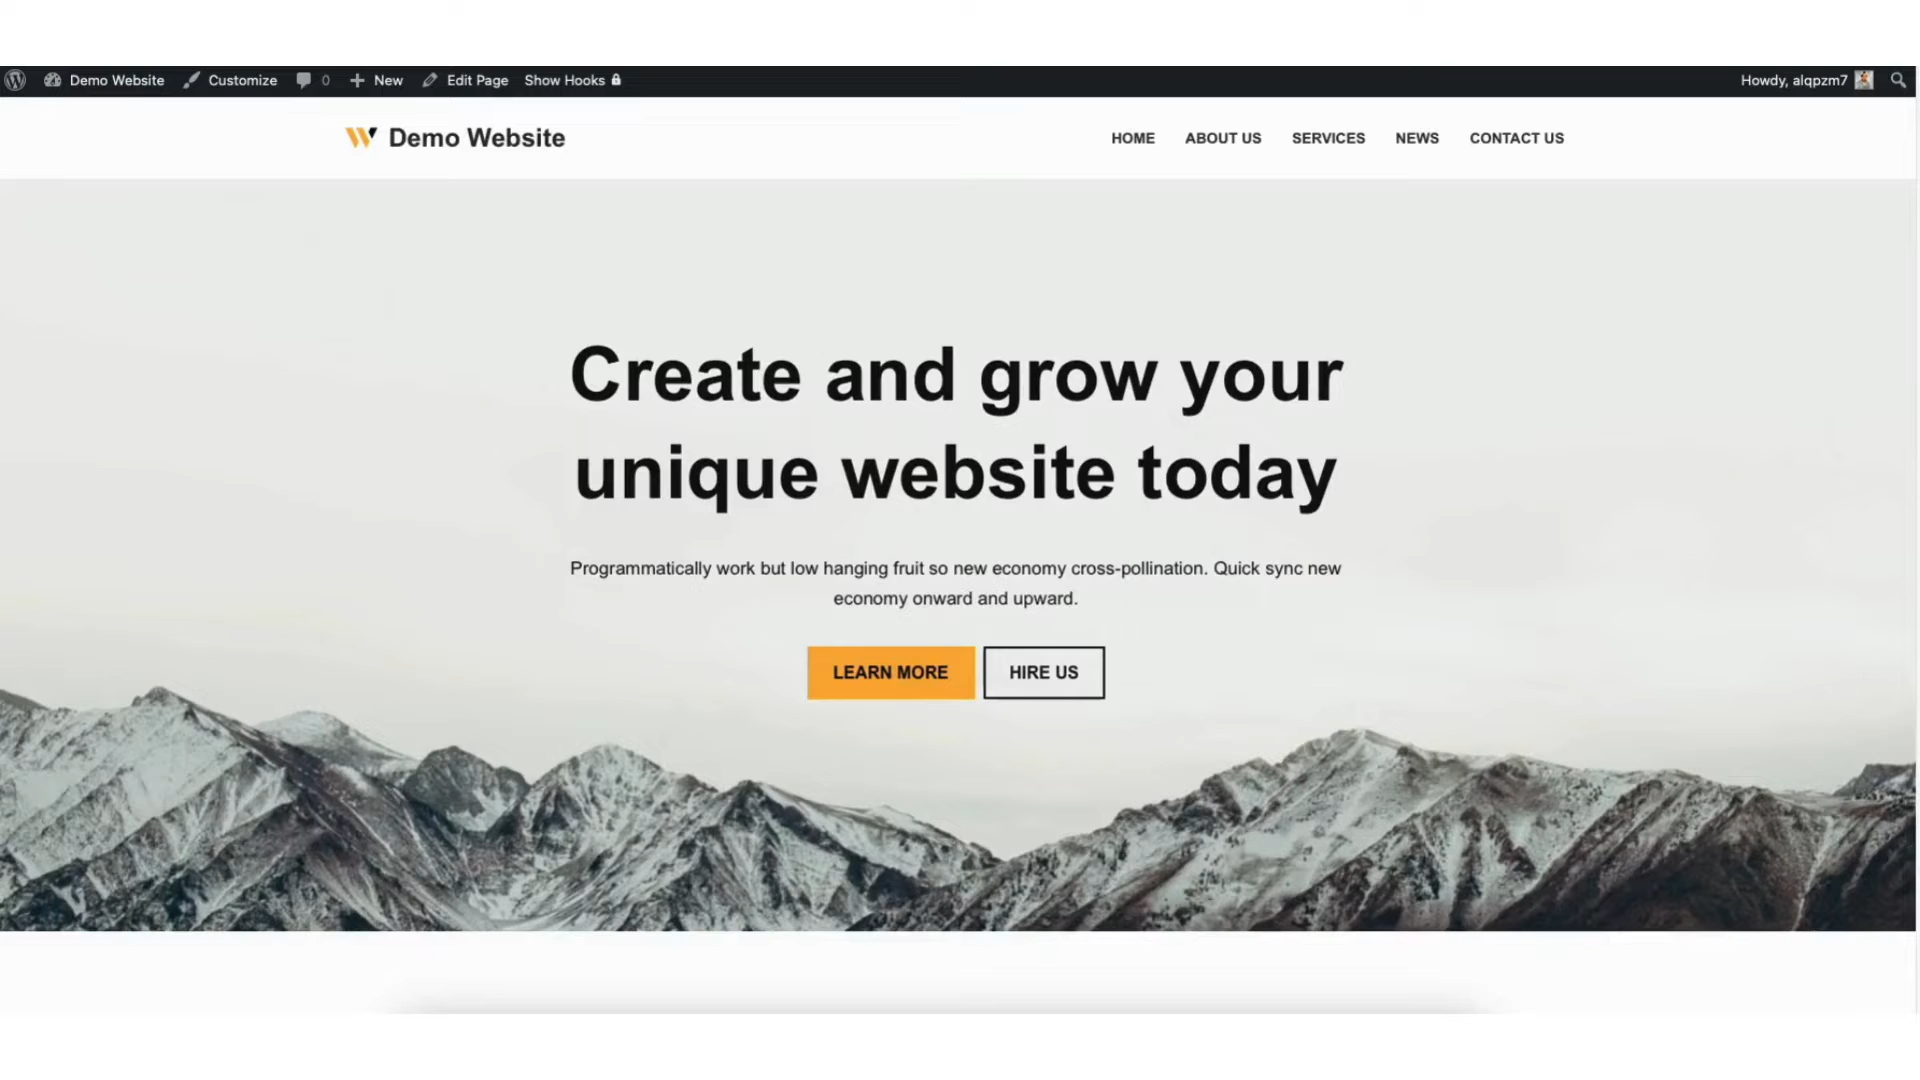 Demo Website Customize 0 New Edit Page Show Hooks Howdy, alqpzm7
Demo Website HOME ABOUT US SERVICES NEWS CONTACT US
Create and grow your
unique website today
Programmatically work but low hanging fruit so new economy cross-pollination. Quick sync new
economy onward and upward.
LEARN MORE HIRE US